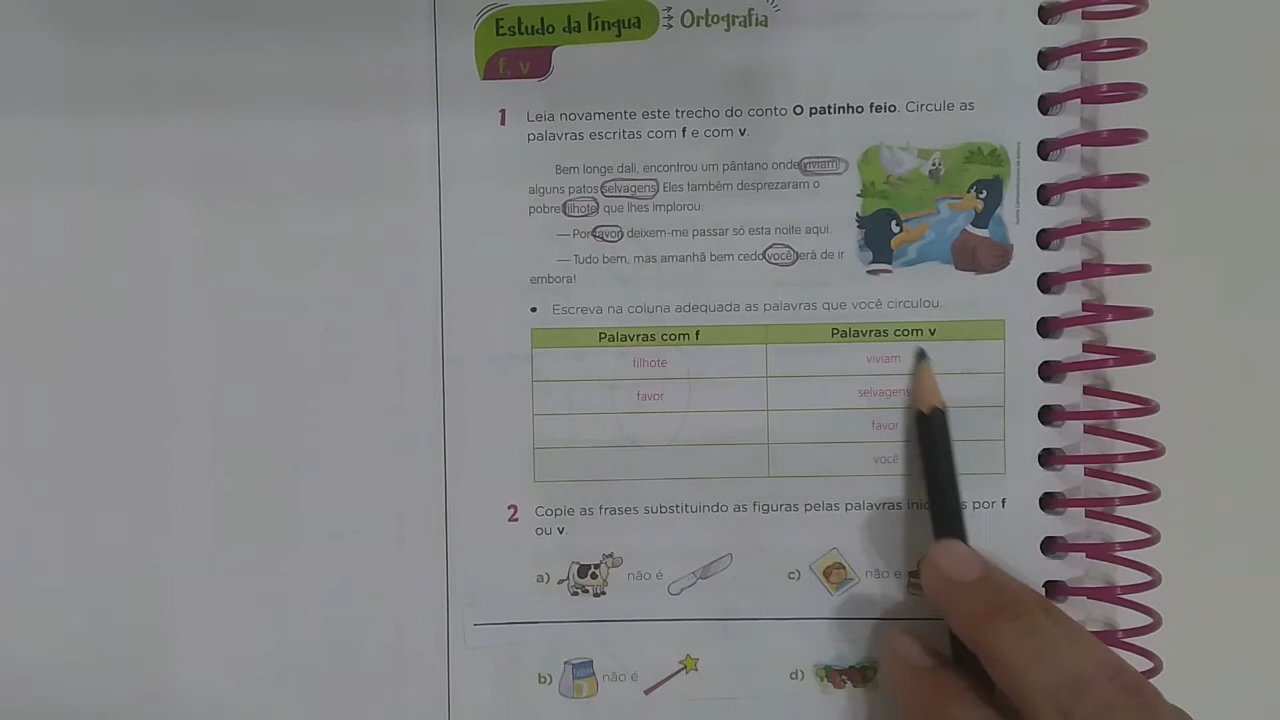 Estudo da língua Ortografia
f, v
1 Leia novamente este trecho do conto O patinho feio. Circule as
palavras escritas com f e com v.
Bem longe dali, encontrou um pântano onde viviam
alguns patos selvagens. Eles também desprezaram o
pobre filhote, que lhes implorou:
— Por favor, deixem-me passar só esta noite aqui.
— Tudo bem, mas amanhã bem cedo você terá de ir
embora!
• Escreva na coluna adequada as palavras que você circulou.
Palavras com f Palavras com v
filhote viviam
favor selvagens
favor
você
2 Copie as frases substituindo as figuras pelas palavras por f
ou v.
a) não é c) não e
b) não é d)